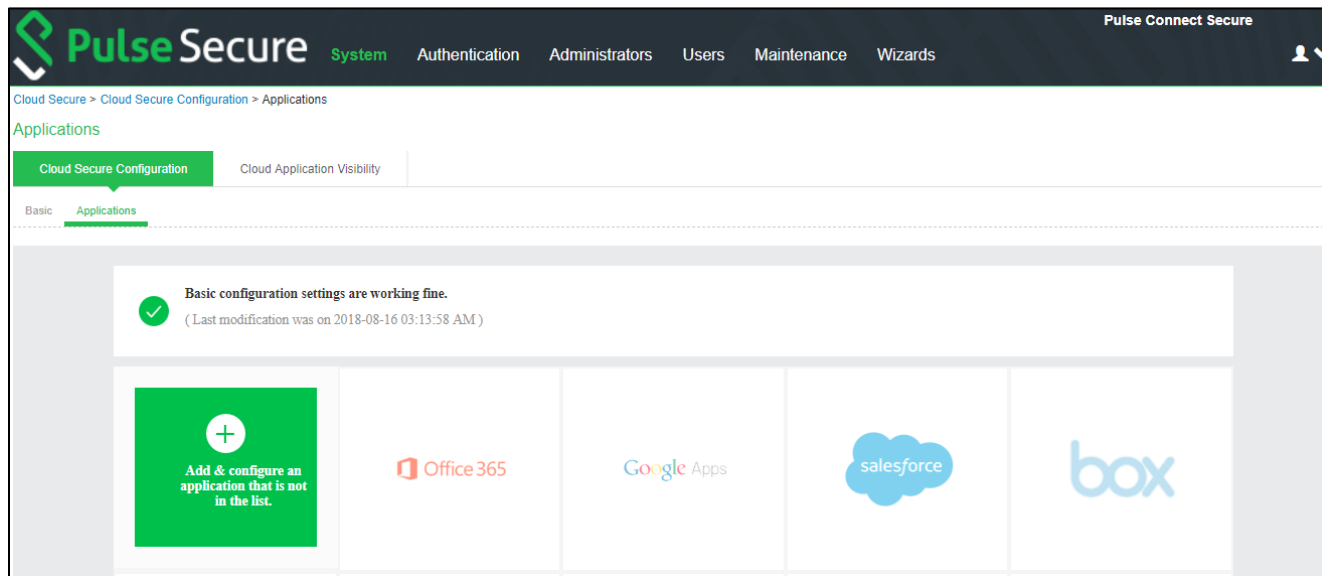 Pulse Connect Secure
Pulse Secure
System Authentication Administrators Users Maintenance Wizards
Cloud Secure > Cloud Secure Configuration > Applications
Applications
Cloud Secure Configuration Cloud Application Visibility
Basic Applications
Basic configuration settings are working fine.
( Last modification was on 2018-08-16 03:13:58 AM )
Add & configure an
application that is not
in the list.
Office 365
Google Apps
salesforce
box